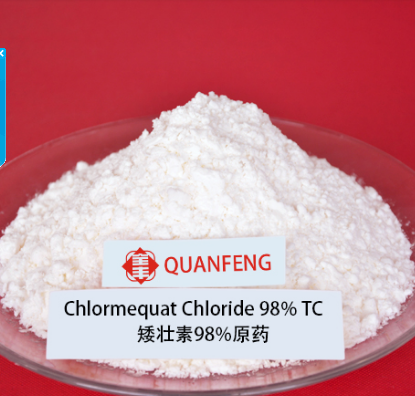 QUANFENG
Chlormequat Chloride 98% TC
矮壮素98%原药